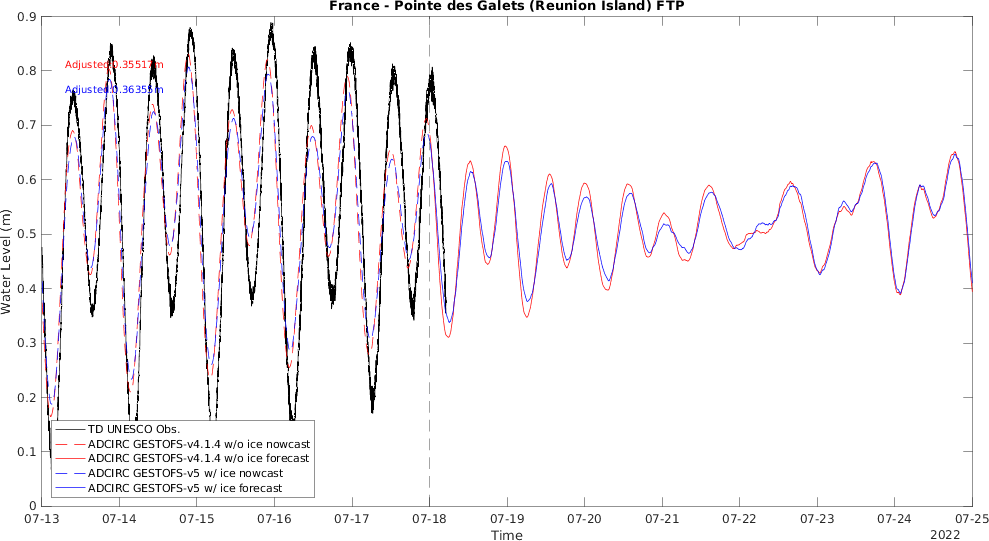 France - Pointe des Galets (Reunion Island) FTP
0.9
0.8
0.7
0.6
0.5
0.4
0.3
0.2
0.1
0
Water Level (m)
Adjusted:0.35517m
Adjusted:0.36355m
TD UNESCO Obs.
ADCIRC GESTOFS-v4.1.4 w/o ice nowcast
ADCIRC GESTOFS-v4.1.4 w/o ice forecast
ADCIRC GESTOFS-v5 w/ ice nowcast
ADCIRC GESTOFS-v5 w/ ice forecast
07-13 07-14 07-15 07-16 07-17 07-18 07-19 07-20 07-21 07-22 07-23 07-24 07-25
Time
2022